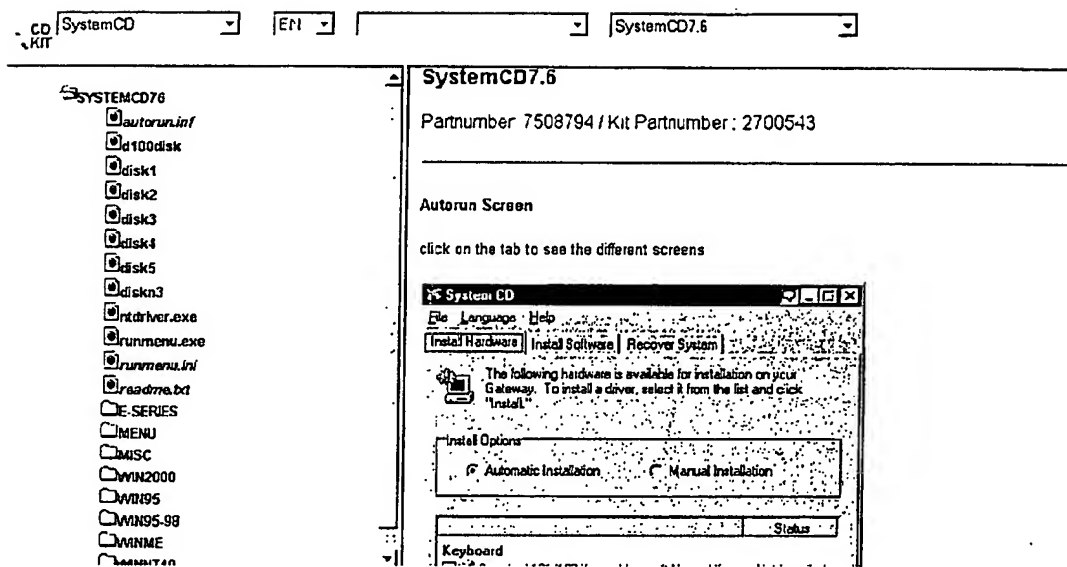 CD KIT SystemCD EN SystemCD7.6
SYSTEMCD76
autorun.inf
d100disk
disk1
disk2
disk3
disk4
disk5
diskn3
ntdriver.exe
runmenu.exe
runmenu.ini
readme.txt
E-SERIES
MENU
MISC
WIN2000
WIN95
WIN95-98
WINME
WINNT40
SystemCD7.6
Partnumber 7508794 / Kit Partnumber : 2700543
Autorun Screen
click on the tab to see the different screens
System CD
File Language Help
Install Hardware Install Software Recover System
The following hardware is available for installation on your
Gateway. To install a driver, select it from the list and click
"Install."
Install Options
Automatic Installation Manual Installation
Status
Keyboard